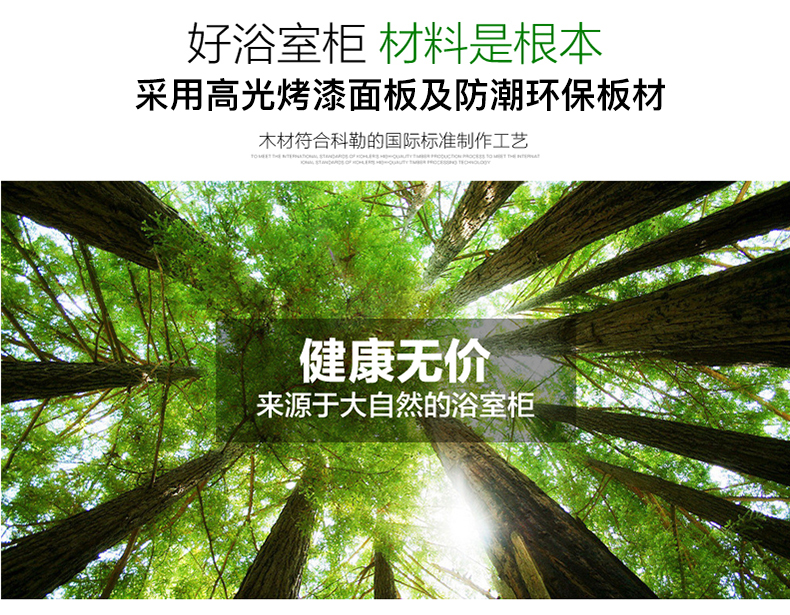 好浴室柜 材料是根本
采用高光烤漆面板及防潮环保板材
木材符合科勒的国际标准制作工艺
TO MEET THE INTERNATIONAL STANDARDS OF KOHLER'S HIGH-QUALITY TIMBER PRODUCTION PROCESS TO MEET THE INTERNAT
IONAL STANDARDS OF KOHLER'S HIGH-QUALITY TIMBER PROCESSING TECHNOLOGY
健康无价
来源于大自然的浴室柜